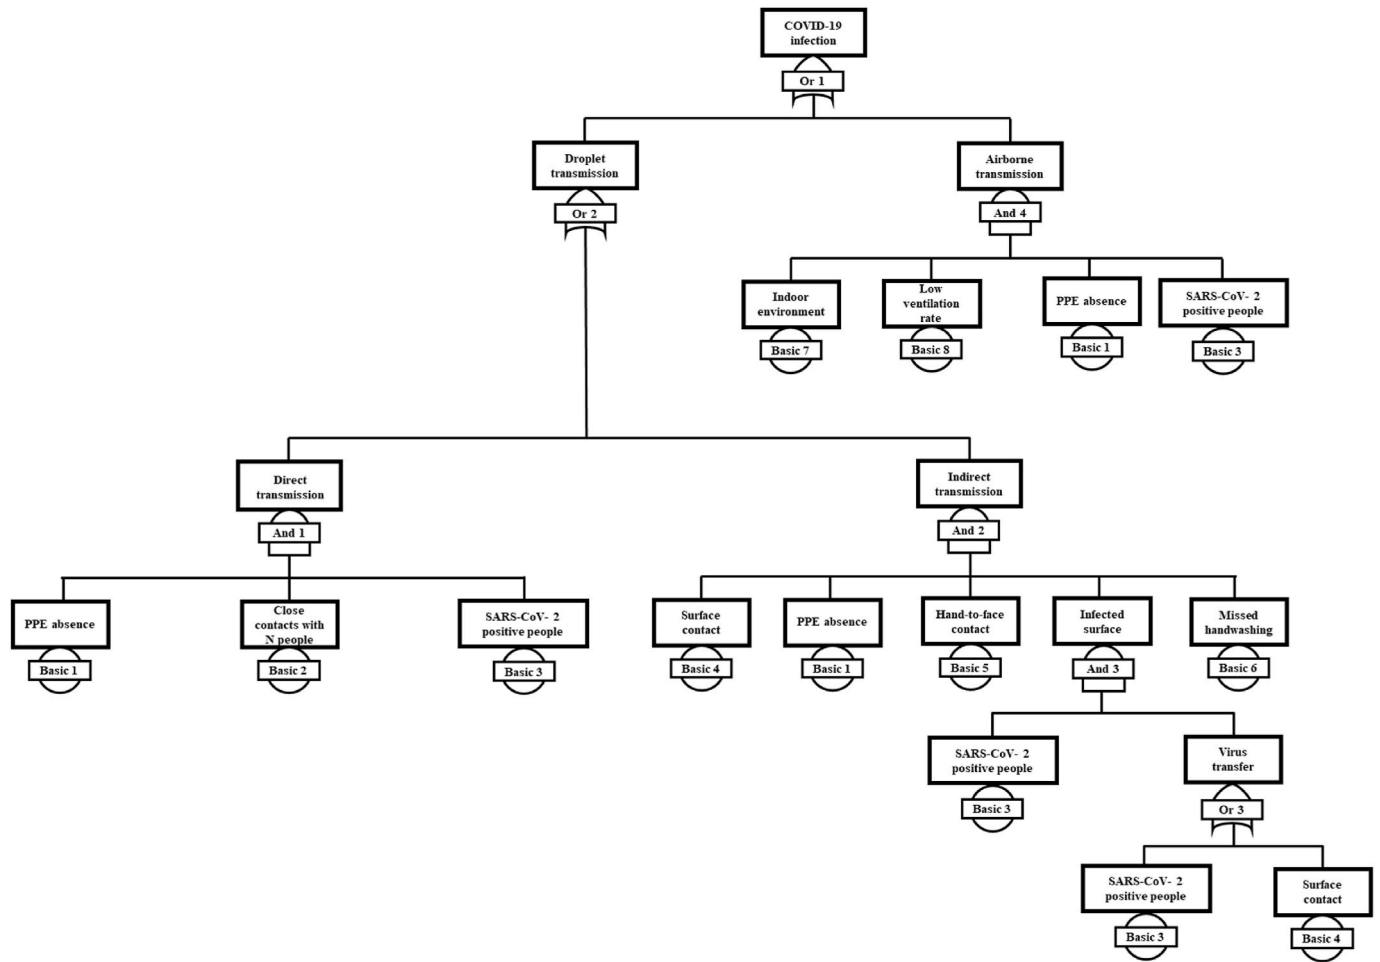 COVID-19
infection
Or 1
Droplet
transmission
Or 2
Airborne
transmission
And 4
Indoor
environment
Basic 7
Low
ventilation
rate
Basic 8
PPE absence
Basic 1
SARS-CoV- 2
positive people
Basic 3
Direct
transmission
And 1
Indirect
transmission
And 2
PPE absence
Basic 1
Close
contacts with
N people
Basic 2
SARS-CoV- 2
positive people
Basic 3
Surface
contact
Basic 4
PPE absence
Basic 1
Hand-to-face
contact
Basic 5
Infected
surface
And 3
Missed
handwashing
Basic 6
SARS-CoV- 2
positive people
Basic 3
Virus
transfer
Or 3
SARS-CoV- 2
positive people
Basic 3
Surface
contact
Basic 4